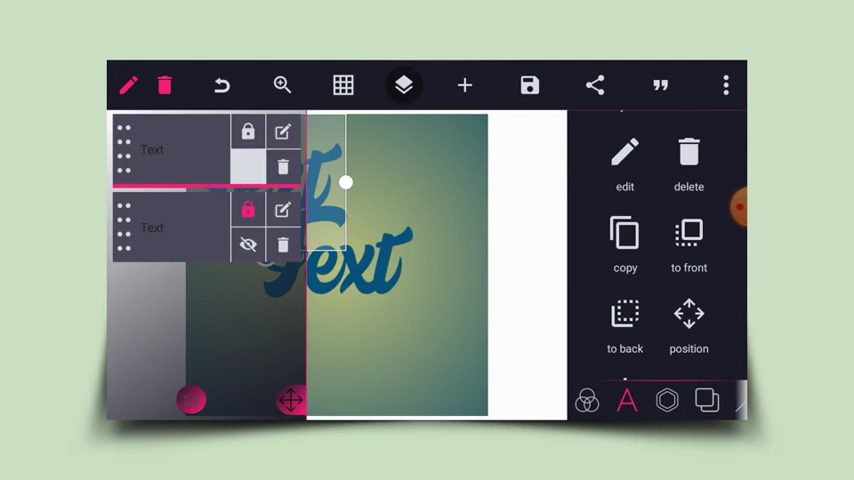 Text
edit
delete
Text
Text
copy
to front
to back
position